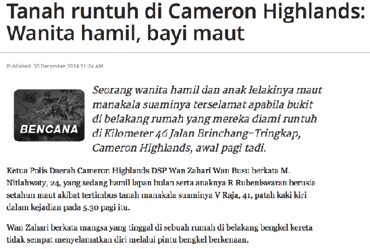 Tanah runtuh di Cameron Highlands:
Wanita hamil, bayi maut
Published: 30 December 2014 11:24 AM
Seorang wanita hamil dan anak lelakinya maut
manakala suaminya terselamat apabila bukit
di belakang rumah yang mereka diami runtuh
di Kilometer 46 Jalan Brinchang-Tringkap,
Cameron Highlands, awal pagi tadi.
BENCANA
Ketua Polis Daerah Cameron Highlands DSP Wan Zahari Wan Busu berkata M.
Nitiahwaty, 24, yang sedang hamil lapan bulan serta anaknya R Rubeniswaran berusia
setahun maut akibat tertimbus tanah manakala suaminya V Raja, 41, patah kaki kiri
dalam kejadian pada 5.30 pagi itu.
Wan Zahari berkata mangsa yang tinggal di sebuah rumah di belakang bengkel kereta
tidak sempat menyelamatkan diri melalui pintu bengkel berkenaan.